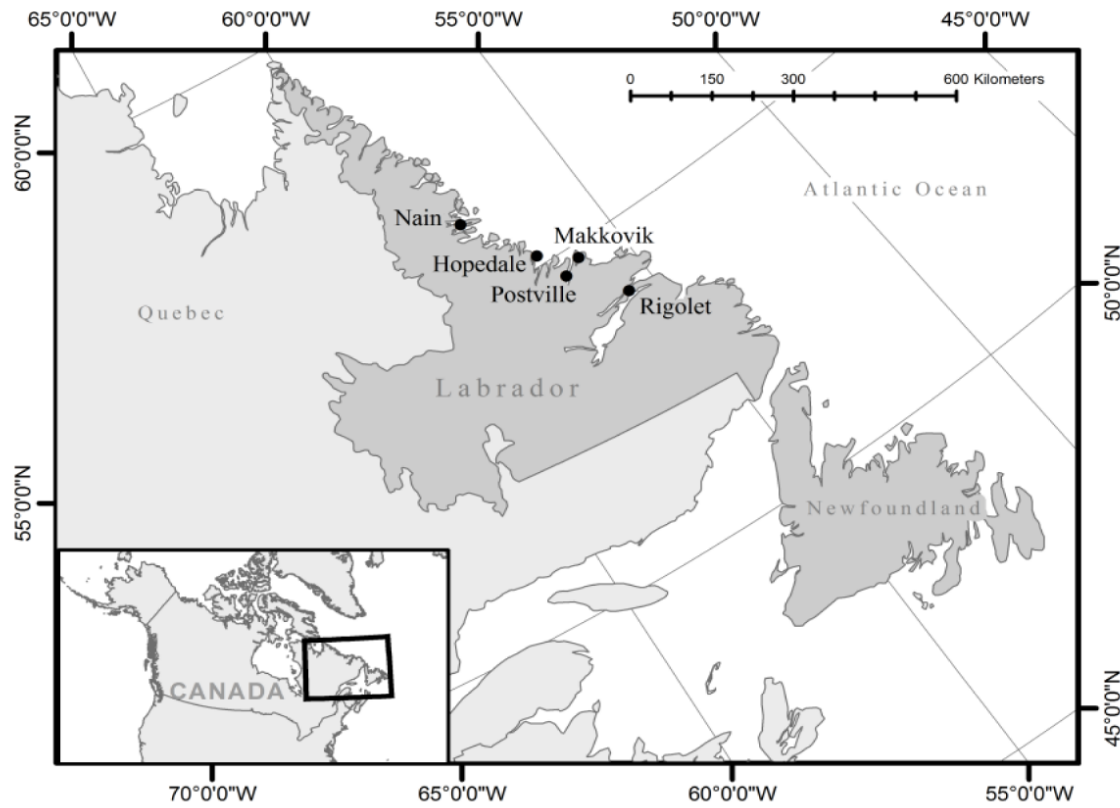 65°0'0"W 60°0'0"W 55°0'0"W 50°0'0"W 45°0'0"W
0 150 300 600 Kilometers
60°0'0"N
Atlantic Ocean
Nain
Makkovik
Hopedale
Postville
Rigolet
50°0'0"N
Quebec
Labrador
55°0'0"N
Newfoundland
CANADA
45°0'0"N
70°0'0"W 65°0'0"W 60°0'0"W 55°0'0"W